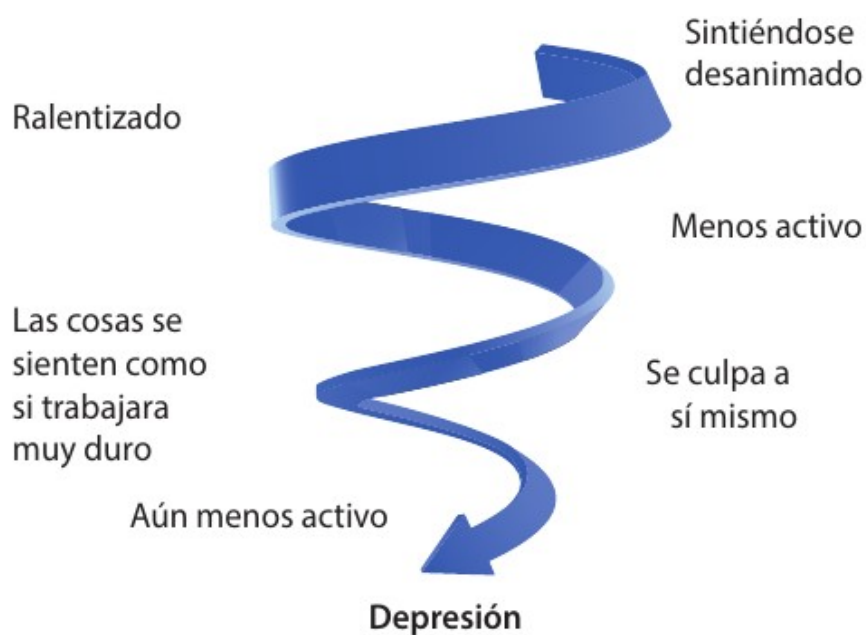 Sintiéndose
desanimado
Ralentizado
Menos activo
Las cosas se
sienten como
si trabajara
muy duro
Se culpa a
sí mismo
Aún menos activo
Depresión